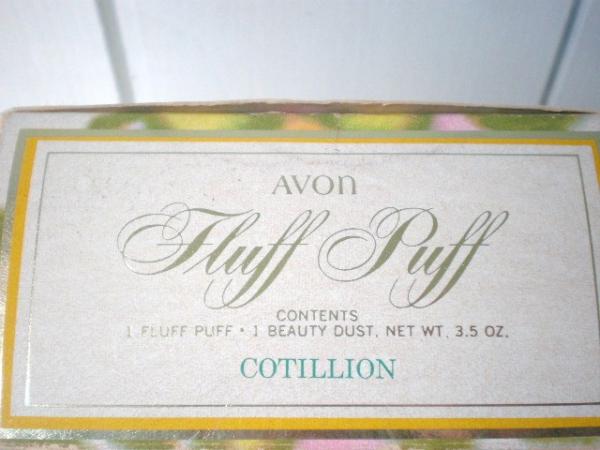 AVON
Fluff Puff
CONTENTS
1 FLUFF PUFF • 1 BEAUTY DUST, NET WT. 3.5 OZ.
COTILLION